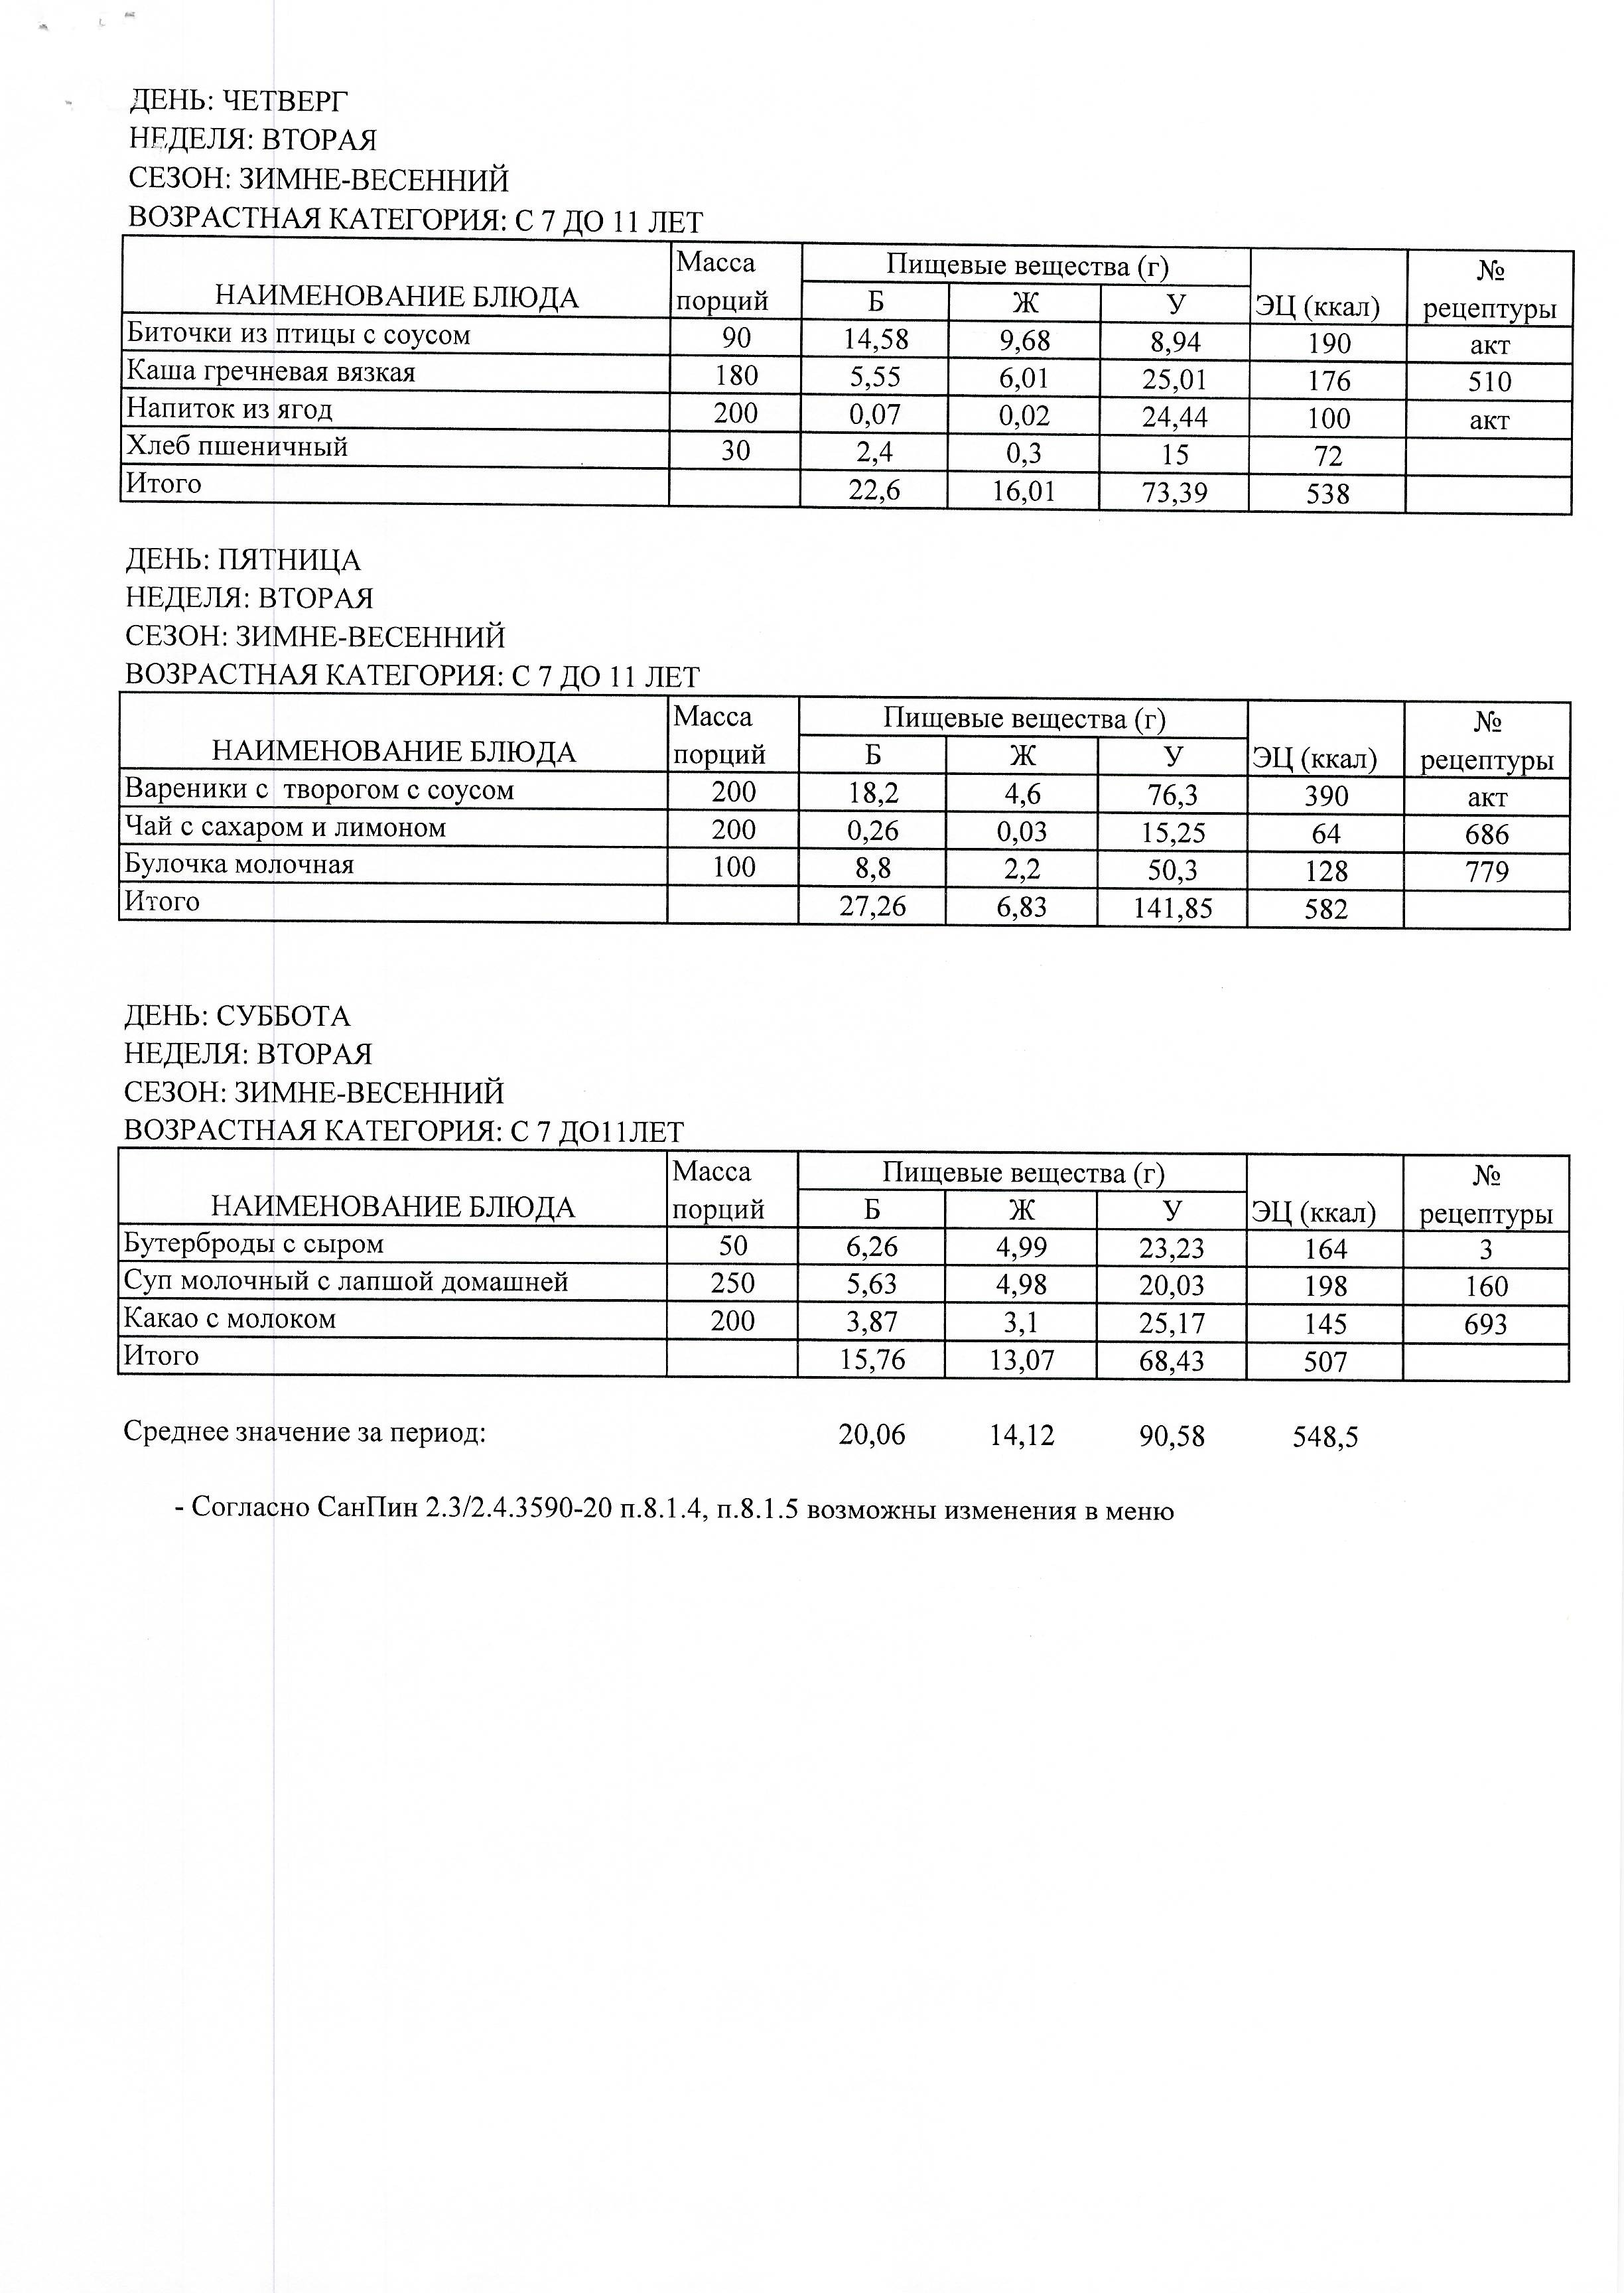 ДЕНЬ: ЧЕТВЕРГ
НЕДЕЛЯ: ВТОРАЯ
СЕЗОН: ЗИМНЕ-ВЕСЕННИЙ
ВОЗРАСТНАЯ КАТЕГОРИЯ: С 7 ДО 11 ЛЕТ
НАИМЕНОВАНИЕ БЛЮДА Масса порций Пищевые вещества (г) Б Ж У ЭЦ (ккал) № рецептуры
Биточки из птицы с соусом 90 14,58 9,68 8,94 190 акт
Каша гречневая вязкая 180 5,55 6,01 25,01 176 510
Напиток из ягод 200 0,07 0,02 24,44 100 акт
Хлеб пшеничный 30 2,4 0,3 15 72
Итого 22,6 16,01 73,39 538
ДЕНЬ: ПЯТНИЦА
НЕДЕЛЯ: ВТОРАЯ
СЕЗОН: ЗИМНЕ-ВЕСЕННИЙ
ВОЗРАСТНАЯ КАТЕГОРИЯ: С 7 ДО 11 ЛЕТ
НАИМЕНОВАНИЕ БЛЮДА Масса порций Пищевые вещества (г) Б Ж У ЭЦ (ккал) № рецептуры
Вареники с творогом с соусом 200 18,2 4,6 76,3 390 акт
Чай с сахаром и лимоном 200 0,26 0,03 15,25 64 686
Булочка молочная 100 8,8 2,2 50,3 128 779
Итого 27,26 6,83 141,85 582
ДЕНЬ: СУББОТА
НЕДЕЛЯ: ВТОРАЯ
СЕЗОН: ЗИМНЕ-ВЕСЕННИЙ
ВОЗРАСТНАЯ КАТЕГОРИЯ: С 7 ДО11ЛЕТ
НАИМЕНОВАНИЕ БЛЮДА Масса порций Пищевые вещества (г) Б Ж У ЭЦ (ккал) № рецептуры
Бутерброды с сыром 50 6,26 4,99 23,23 164 3
Суп молочный с лапшой домашней 250 5,63 4,98 20,03 198 160
Какао с молоком 200 3,87 3,1 25,17 145 693
Итого 15,76 13,07 68,43 507
Среднее значение за период: 20,06 14,12 90,58 548,5
- Согласно СанПин 2.3/2.4.3590-20 п.8.1.4, п.8.1.5 возможны изменения в меню